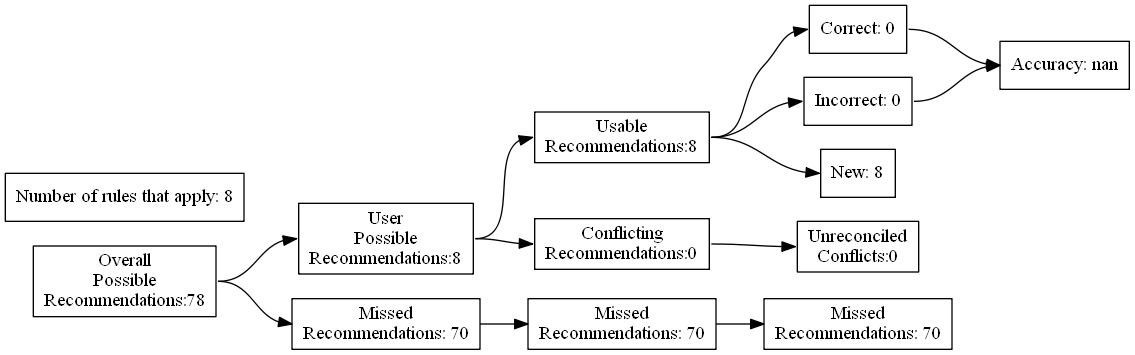 Number of rules that apply: 8
Overall
Possible
Recommendations:78
User
Possible
Recommendations:8
Missed
Recommendations: 70
Usable
Recommendations:8
Conflicting
Recommendations:0
Missed
Recommendations: 70
Correct: 0
Incorrect: 0
New: 8
Unreconciled
Conflicts:0
Missed
Recommendations: 70
Accuracy: nan